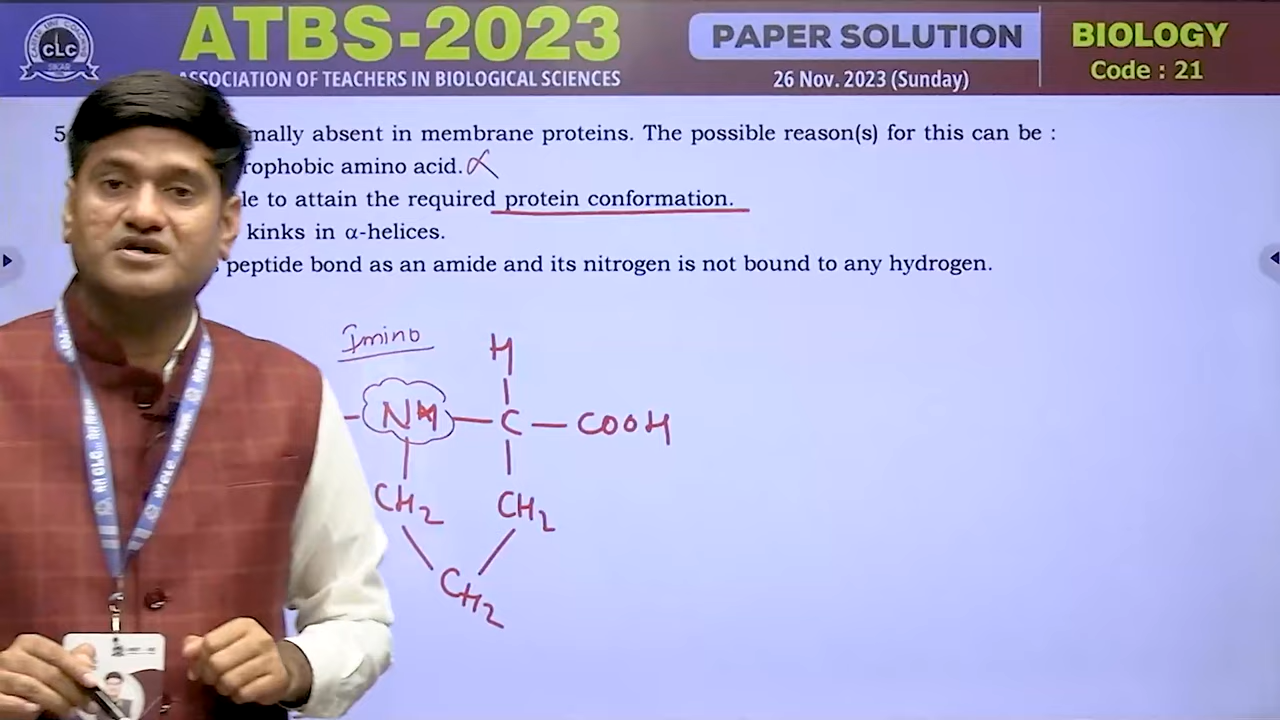 ATBS-2023
ASSOCIATION OF TEACHERS IN BIOLOGICAL SCIENCES
PAPER SOLUTION
26 Nov. 2023 (Sunday)
BIOLOGY
Code : 21
CLC
SIKAR
5
mally absent in membrane proteins. The possible reason(s) for this can be :
rophobic amino acid.
le to attain the required protein conformation.
kinks in α-helices.
peptide bond as an amide and its nitrogen is not bound to any hydrogen.
Imino
H
NH C COOH
CH2 CH2
CH2